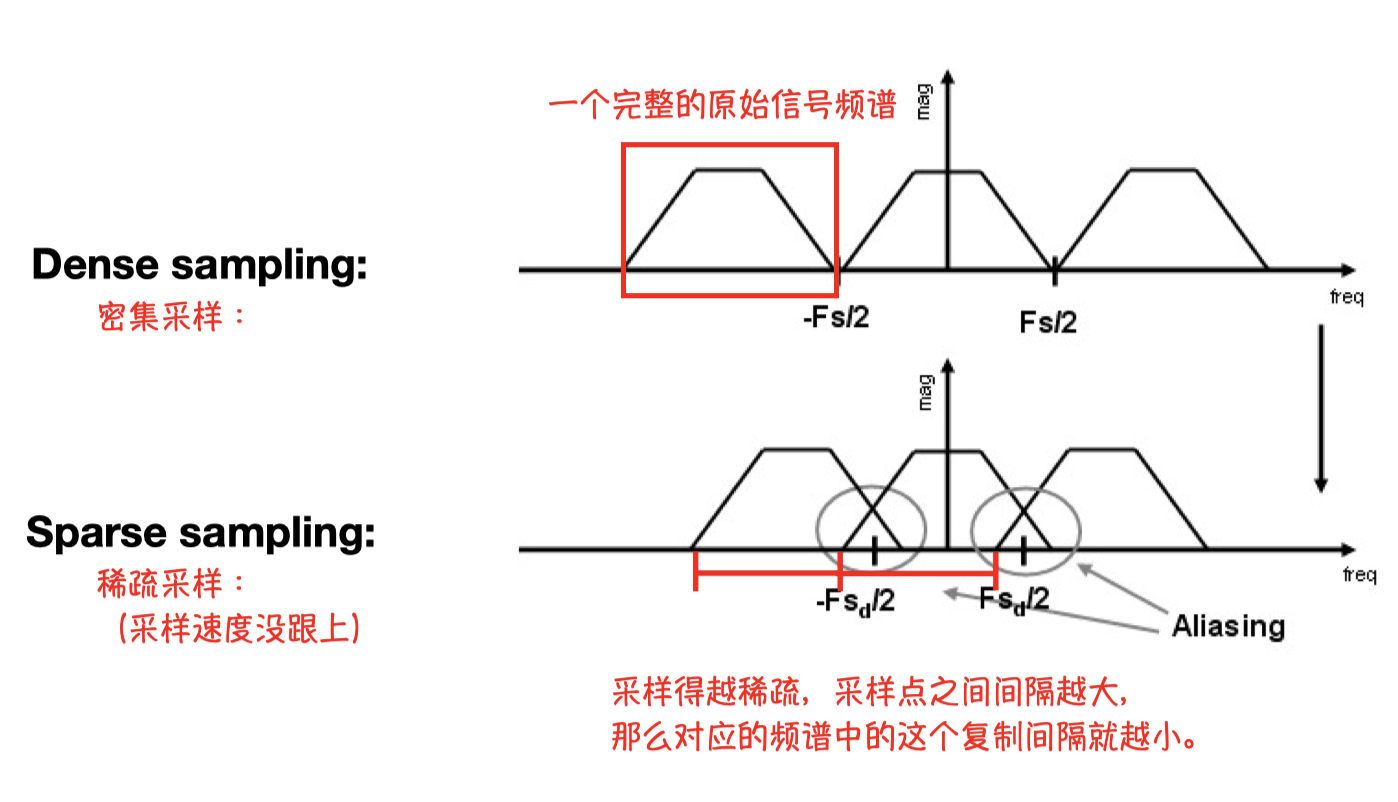 一个完整的原始信号频谱
mag
Dense sampling:
密集采样：
freq
-Fs/2
Fs/2
mag
Sparse sampling:
稀疏采样：
(采样速度没跟上)
freq
-Fsd/2
Fsd/2
Aliasing
采样得越稀疏，采样点之间间隔越大，
那么对应的频谱中的这个复制间隔就越小。